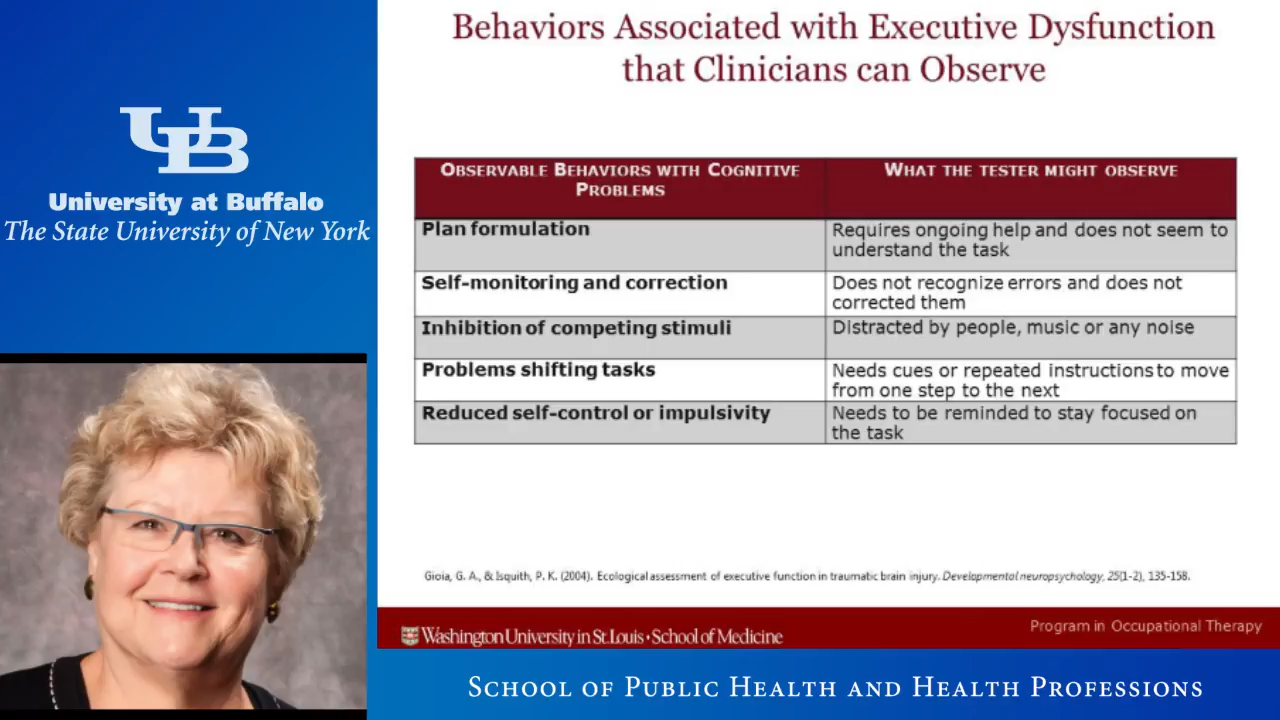 UB
University at Buffalo
The State University of New York
Behaviors Associated with Executive Dysfunction
that Clinicians can Observe
OBSERVABLE BEHAVIORS WITH COGNITIVE
PROBLEMS
WHAT THE TESTER MIGHT OBSERVE
Plan formulation
Requires ongoing help and does not seem to
understand the task
Self-monitoring and correction
Does not recognize errors and does not
corrected them
Inhibition of competing stimuli
Distracted by people, music or any noise
Problems shifting tasks
Needs cues or repeated instructions to move
from one step to the next
Reduced self-control or impulsivity
Needs to be reminded to stay focused on
the task
Gioia, G. A., & Isquith, P. K. (2004). Ecological assessment of executive function in traumatic brain injury. Developmental neuropsychology, 25(1-2), 135-158.
Washington University in St. Louis • School of Medicine
Program in Occupational Therapy
SCHOOL OF PUBLIC HEALTH AND HEALTH PROFESSIONS